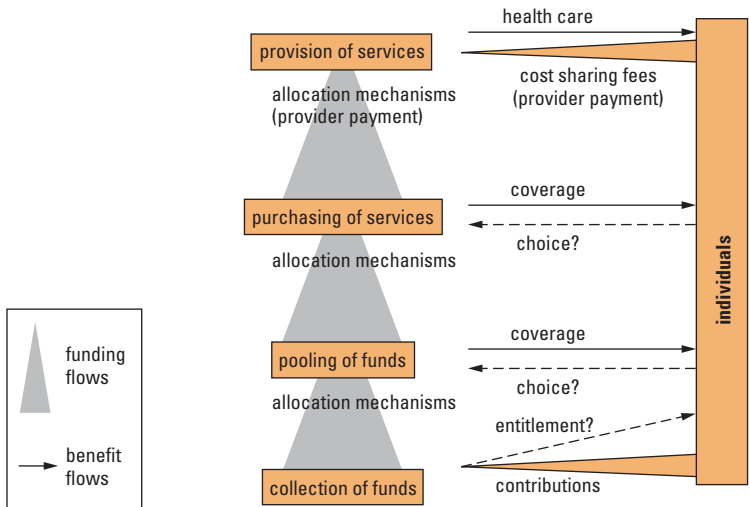 health care
provision of services
cost sharing fees
(provider payment)
allocation mechanisms
(provider payment)
coverage
purchasing of services
choice?
allocation mechanisms
individuals
coverage
pooling of funds
choice?
allocation mechanisms
entitlement?
collection of funds
contributions
funding
flows
benefit
flows